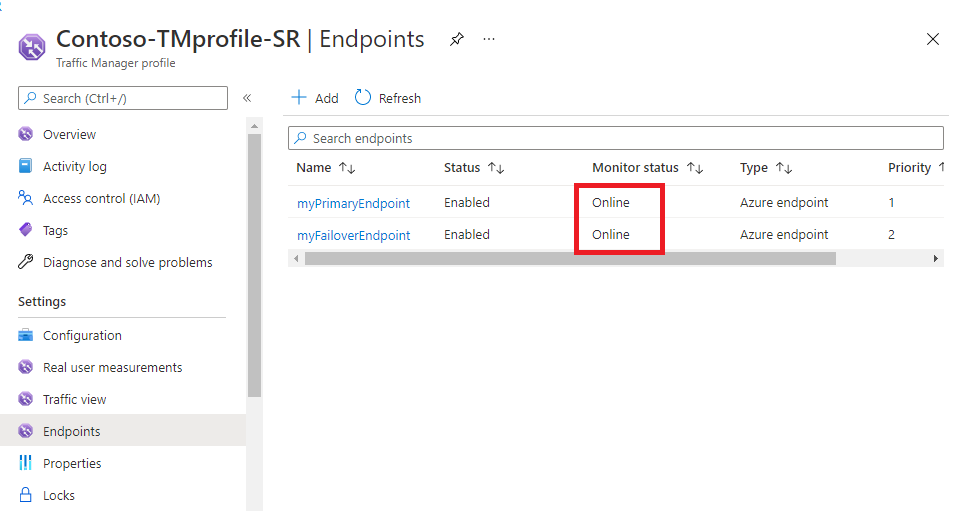 Contoso-TMprofile-SR | Endpoints ...
Traffic Manager profile
Search (Ctrl+/)
Overview
Activity log
Access control (IAM)
Tags
Diagnose and solve problems
Settings
Configuration
Real user measurements
Traffic view
Endpoints
Properties
Locks
Add Refresh
Search endpoints
Name Status Monitor status Type Priority
myPrimaryEndpoint Enabled Online Azure endpoint 1
myFailoverEndpoint Enabled Online Azure endpoint 2